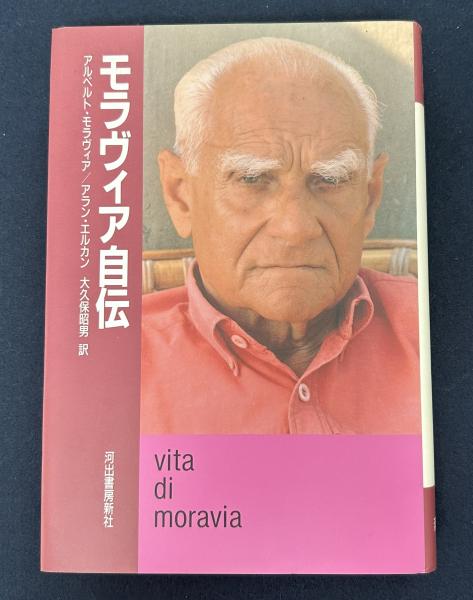 モラヴィア自伝
アルベルト・モラヴィア／アラン・エルカン 大久保昭男 訳
河出書房新社
vita
di
moravia